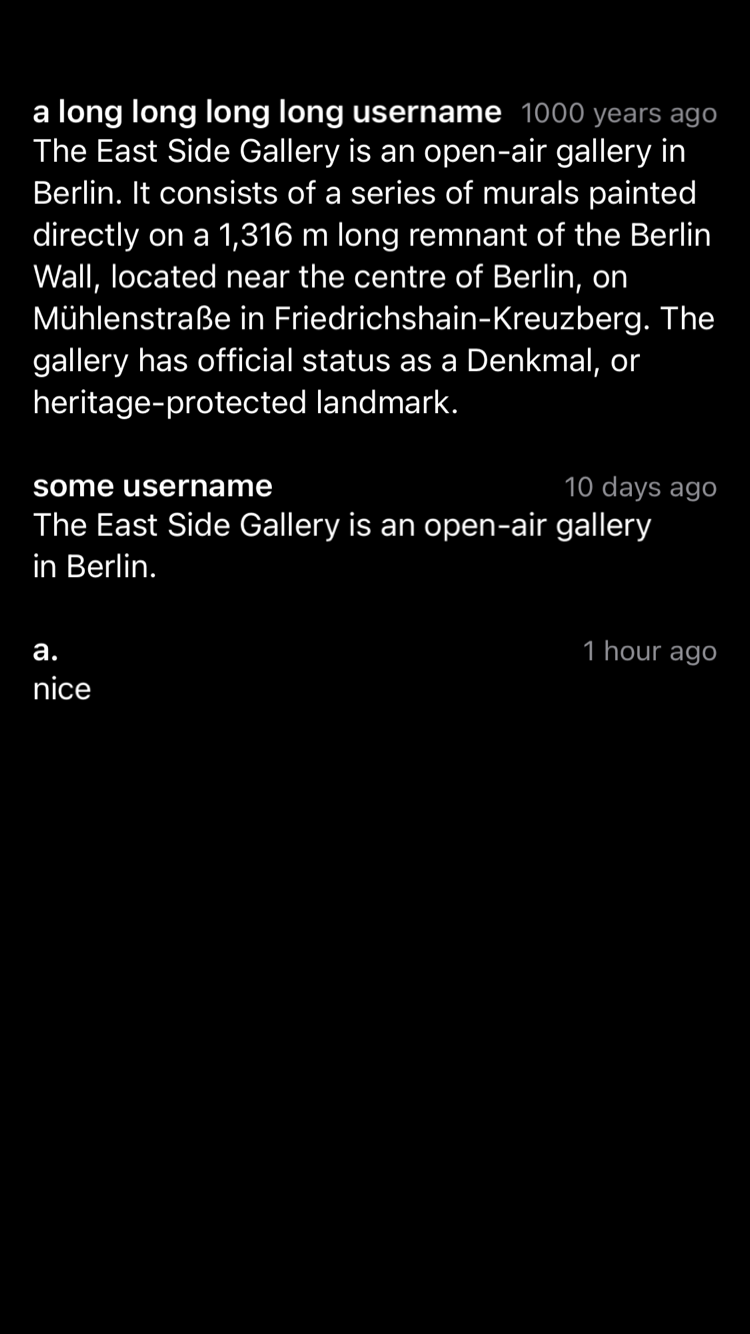 a long long long long username 1000 years ago
The East Side Gallery is an open-air gallery in
Berlin. It consists of a series of murals painted
directly on a 1,316 m long remnant of the Berlin
Wall, located near the centre of Berlin, on
Mühlenstraße in Friedrichshain-Kreuzberg. The
gallery has official status as a Denkmal, or
heritage-protected landmark.
some username 10 days ago
The East Side Gallery is an open-air gallery
in Berlin.
a. 1 hour ago
nice